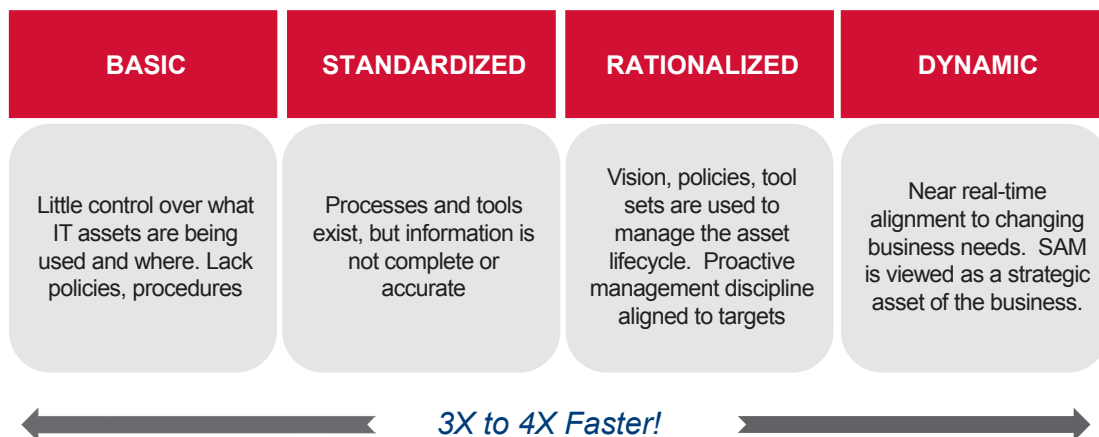 BASIC
STANDARDIZED
RATIONALIZED
DYNAMIC
Little control over what
IT assets are being
used and where. Lack
policies, procedures
Processes and tools
exist, but information is
not complete or
accurate
Vision, policies, tool
sets are used to
manage the asset
lifecycle.  Proactive
management discipline
aligned to targets
Near real-time
alignment to changing
business needs.  SAM
is viewed as a strategic
asset of the business.
3X to 4X Faster!